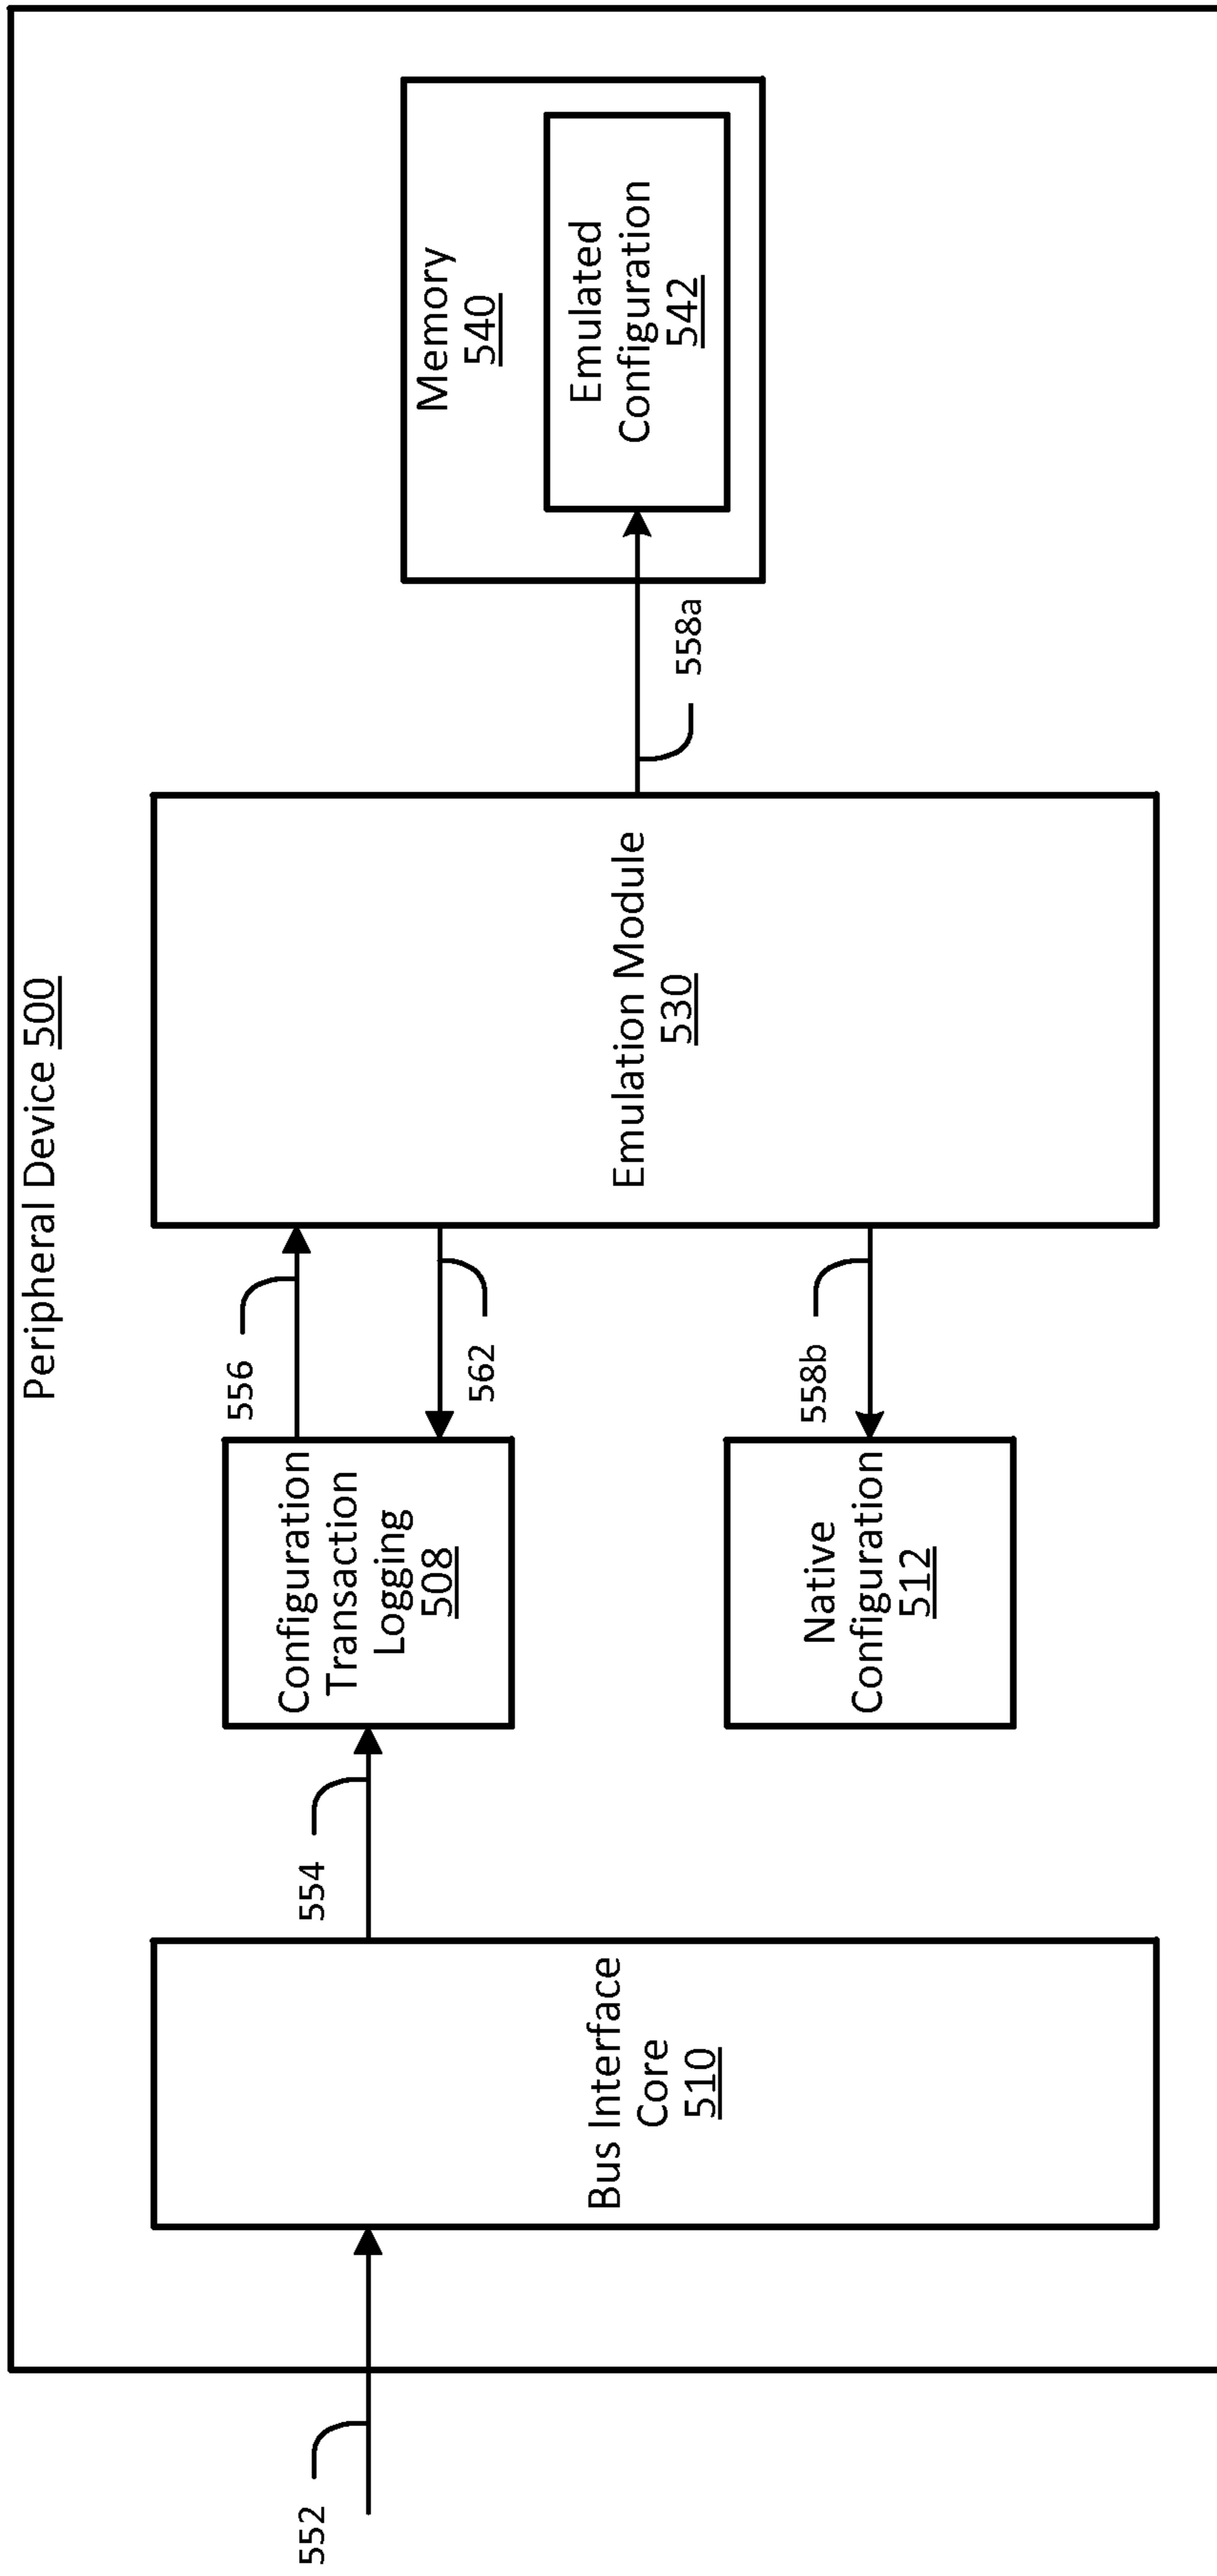 Peripheral Device 500
552
Bus Interface
Core
510
554
Configuration
Transaction
Logging
508
556
562
Native
Configuration
512
558b
Emulation Module
530
558a
Memory
540
Emulated
Configuration
542